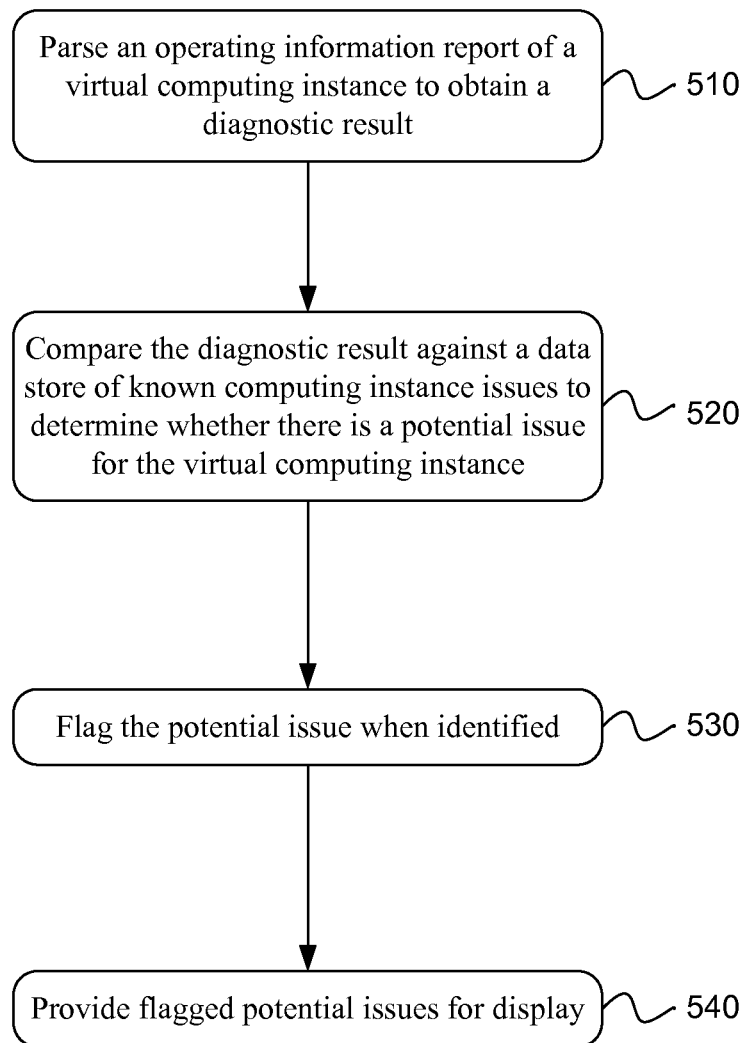 Parse an operating information report of a
virtual computing instance to obtain a
diagnostic result
510
Compare the diagnostic result against a data
store of known computing instance issues to
determine whether there is a potential issue
for the virtual computing instance
520
Flag the potential issue when identified
530
Provide flagged potential issues for display
540